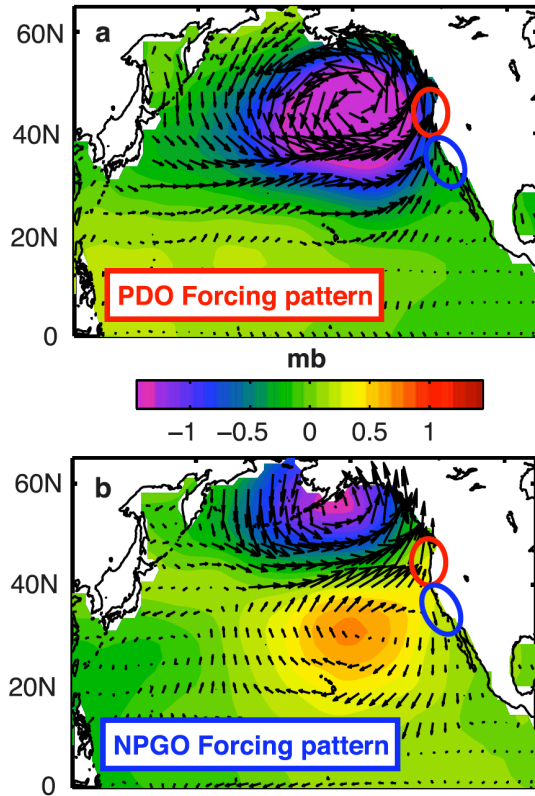 60N
a
40N
20N
PDO Forcing pattern
0
mb
−1 −0.5 0 0.5 1
60N
b
40N
20N
NPGO Forcing pattern
0